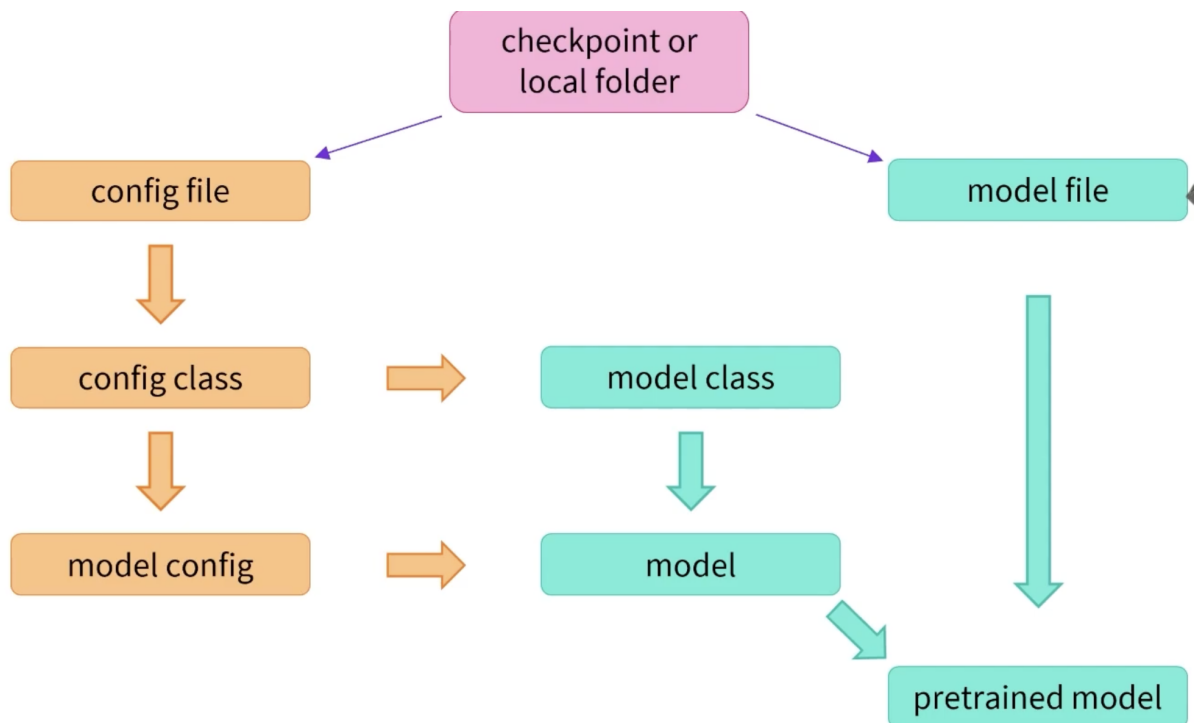 checkpoint or
local folder
config file
model file
config class
model class
model config
model
pretrained model